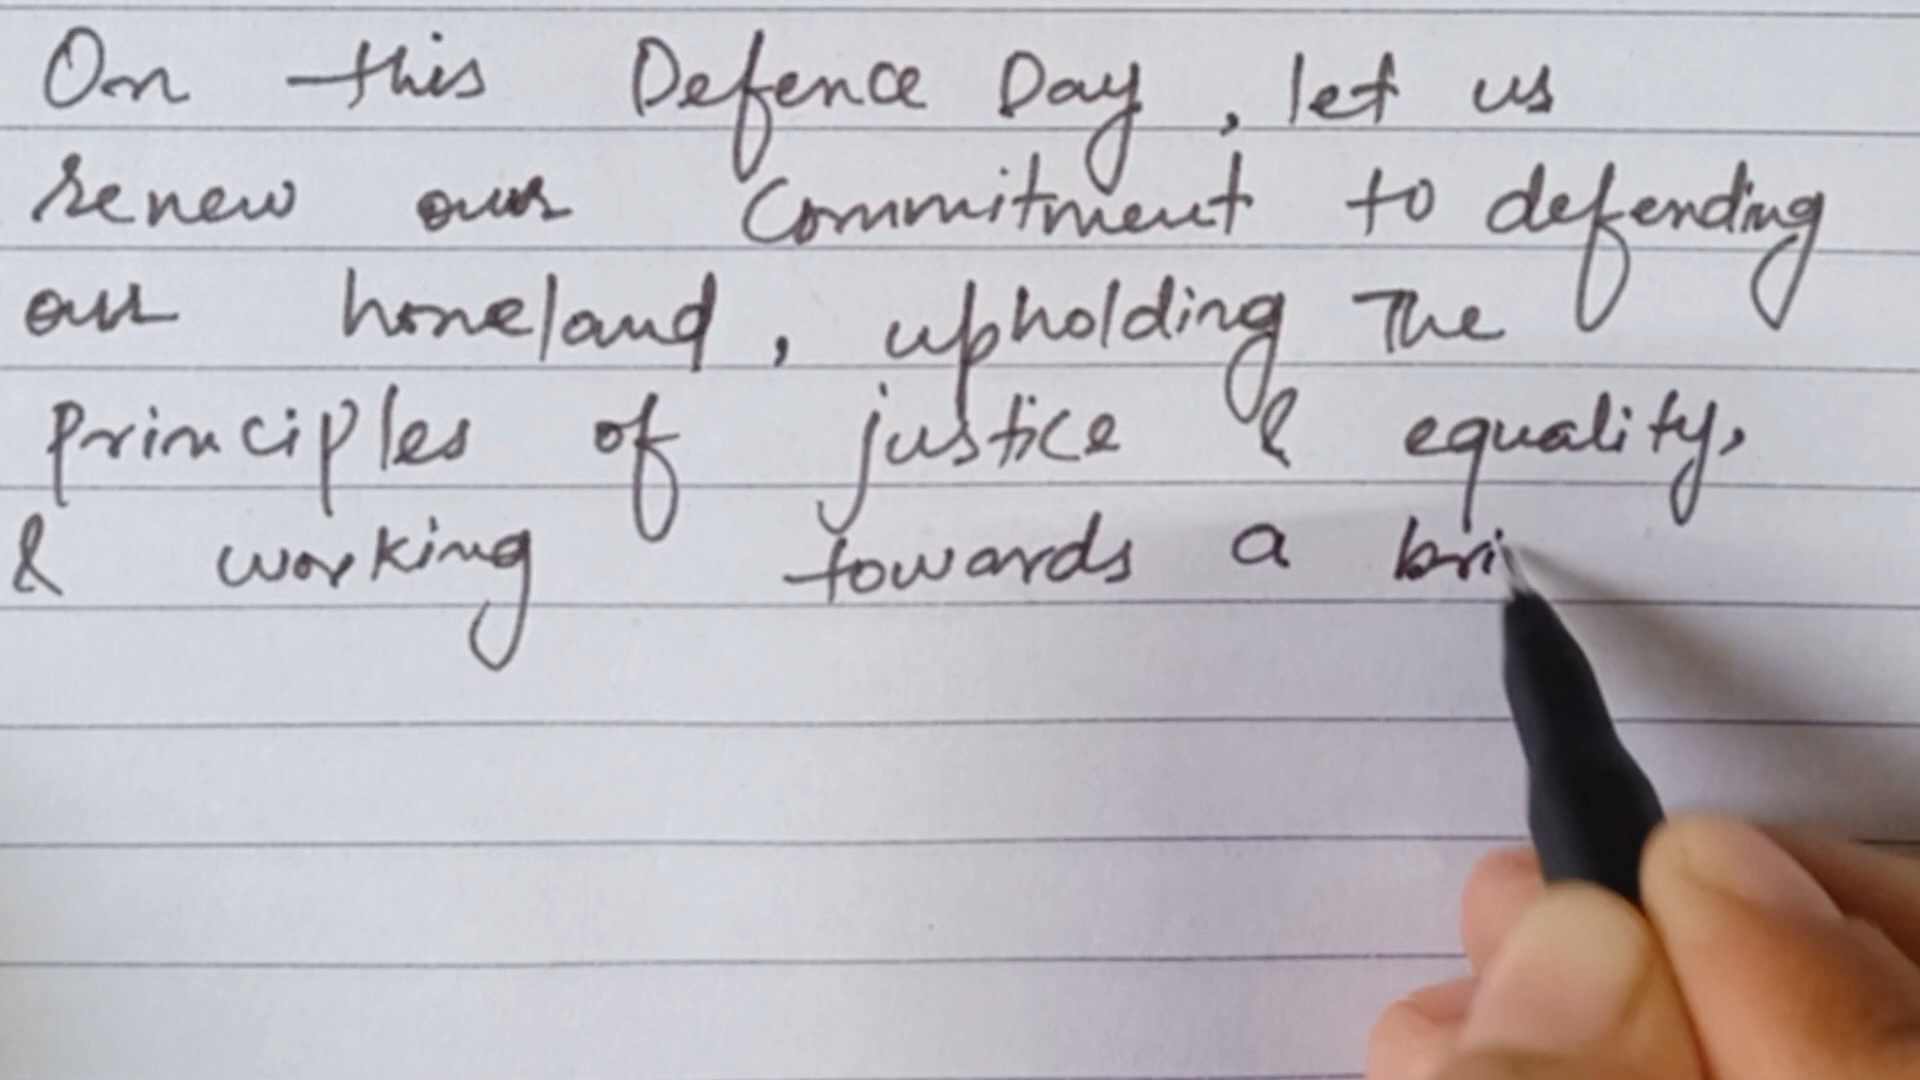 On this Defence Day, let us
renew our Commitment to defending
our homeland, upholding The
Principles of justice & equality,
& working towards a bri